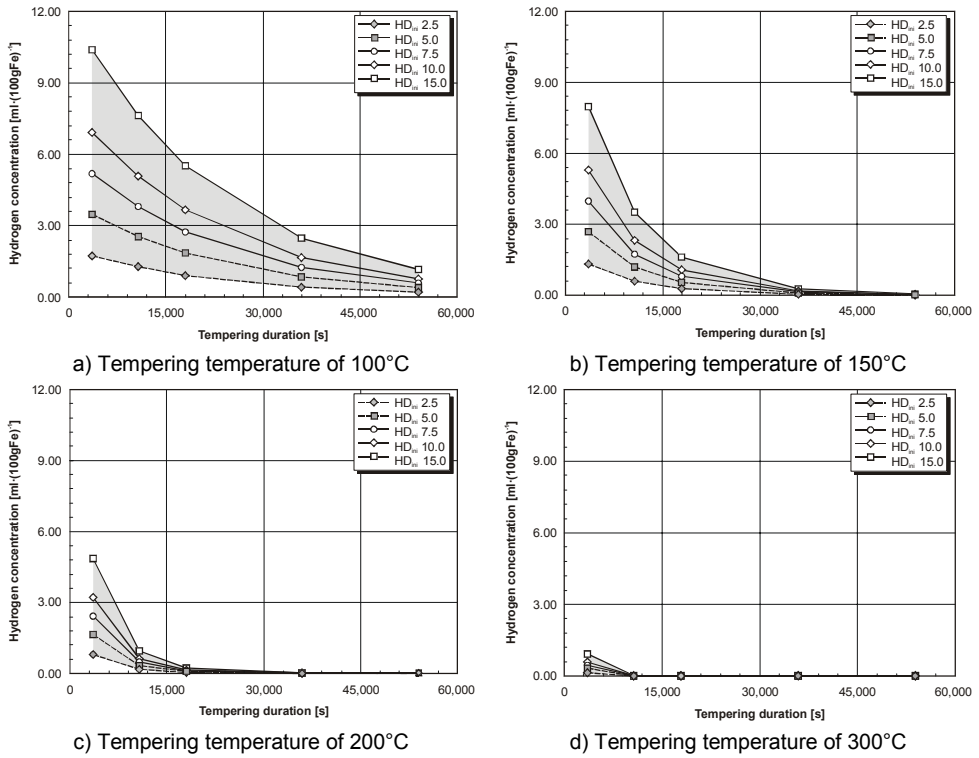 12.00
9.00
6.00
3.00
0.00
Hydrogen concentration [ml·(100gFe)⁻¹]
HDini 2.5
HDini 5.0
HDini 7.5
HDini 10.0
HDini 15.0
0 15,000 30,000 45,000 60,000
Tempering duration [s]
a) Tempering temperature of 100°C
12.00
9.00
6.00
3.00
0.00
Hydrogen concentration [ml·(100gFe)⁻¹]
HDini 2.5
HDini 5.0
HDini 7.5
HDini 10.0
HDini 15.0
0 15,000 30,000 45,000 60,000
Tempering duration [s]
b) Tempering temperature of 150°C
12.00
9.00
6.00
3.00
0.00
Hydrogen concentration [ml·(100gFe)⁻¹]
HDini 2.5
HDini 5.0
HDini 7.5
HDini 10.0
HDini 15.0
0 15,000 30,000 45,000 60,000
Tempering duration [s]
c) Tempering temperature of 200°C
12.00
9.00
6.00
3.00
0.00
Hydrogen concentration [ml·(100gFe)⁻¹]
HDini 2.5
HDini 5.0
HDini 7.5
HDini 10.0
HDini 15.0
0 15,000 30,000 45,000 60,000
Tempering duration [s]
d) Tempering temperature of 300°C